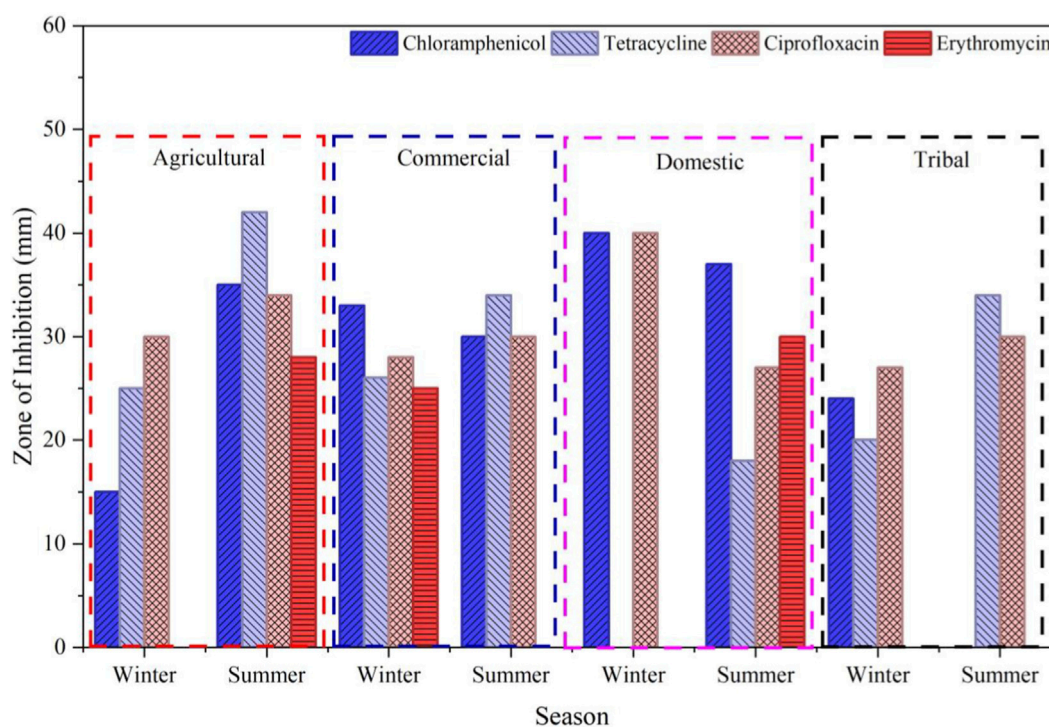 60
50
40
30
20
10
0
Zone of Inhibition (mm)
Chloramphenicol Tetracycline Ciprofloxacin Erythromycin
Agricultural Commercial Domestic Tribal
Winter Summer Winter Summer Winter Summer Winter Summer
Season